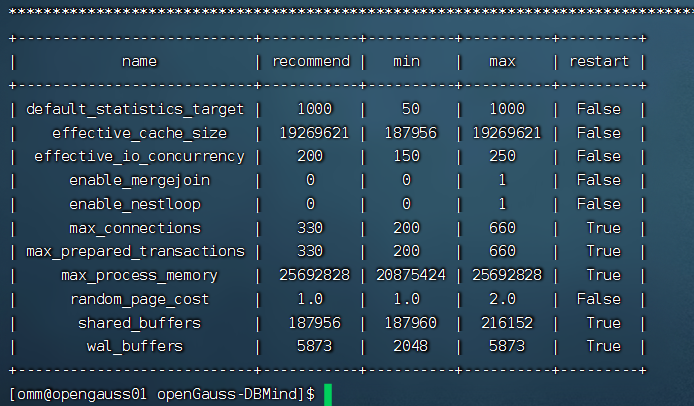 ********************************************************************************
+---------------------------+-----------+----------+----------+---------+
|            name           | recommend |   min    |   max    | restart |
+---------------------------+-----------+----------+----------+---------+
| default_statistics_target |    1000   |    50    |   1000   |  False  |
|    effective_cache_size   |  19269621 |  187956  | 19269621 |  False  |
|  effective_io_concurrency |    200    |   150    |   250    |  False  |
|      enable_mergejoin     |     0     |    0     |    1     |  False  |
|      enable_nestloop      |     0     |    0     |    1     |  False  |
|      max_connections      |    330    |   200    |   660    |   True  |
| max_prepared_transactions |    330    |   200    |   660    |   True  |
|     max_process_memory    |  25692828 | 20875424 | 25692828 |   True  |
|      random_page_cost     |    1.0    |   1.0    |   2.0    |  False  |
|       shared_buffers      |   187956  |  187960  |  216152  |   True  |
|        wal_buffers        |    5873   |   2048   |   5873   |   True  |
+---------------------------+-----------+----------+----------+---------+
[omm@opengauss01 openGauss-DBMind]$